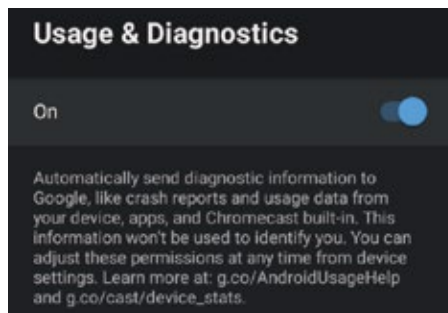 Usage & Diagnostics
On
Automatically send diagnostic information to
Google, like crash reports and usage data from
your device, apps, and Chromecast built-in. This
information won't be used to identify you. You can
adjust these permissions at any time from device
settings. Learn more at: g.co/AndroidUsageHelp
and g.co/cast/device_stats.